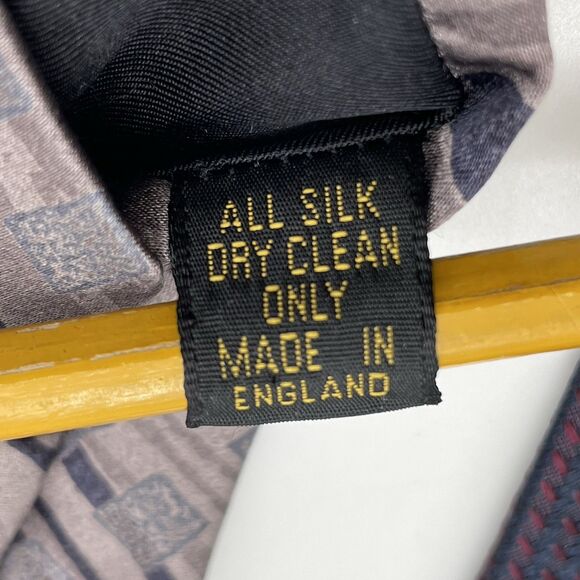 ALL SILK
DRY CLEAN
ONLY
MADE IN
ENGLAND